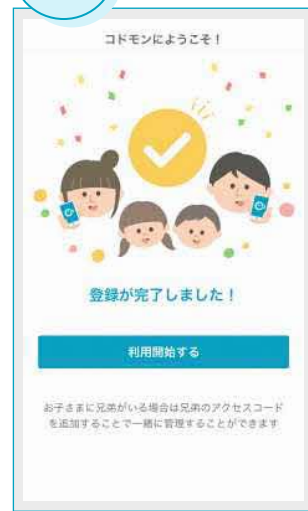 コドモンにようこそ！
登録が完了しました！
利用開始する
お子さまに兄弟がいる場合は兄弟のアクセスコード
を追加することで一緒に管理することができます